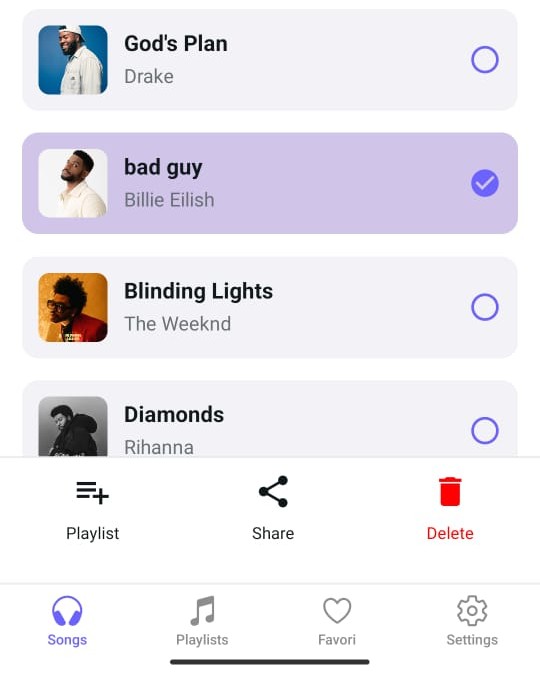 God's Plan
Drake
bad guy
Billie Eilish
Blinding Lights
The Weeknd
Diamonds
Rihanna
Playlist
Share
Delete
Songs
Playlists
Favori
Settings